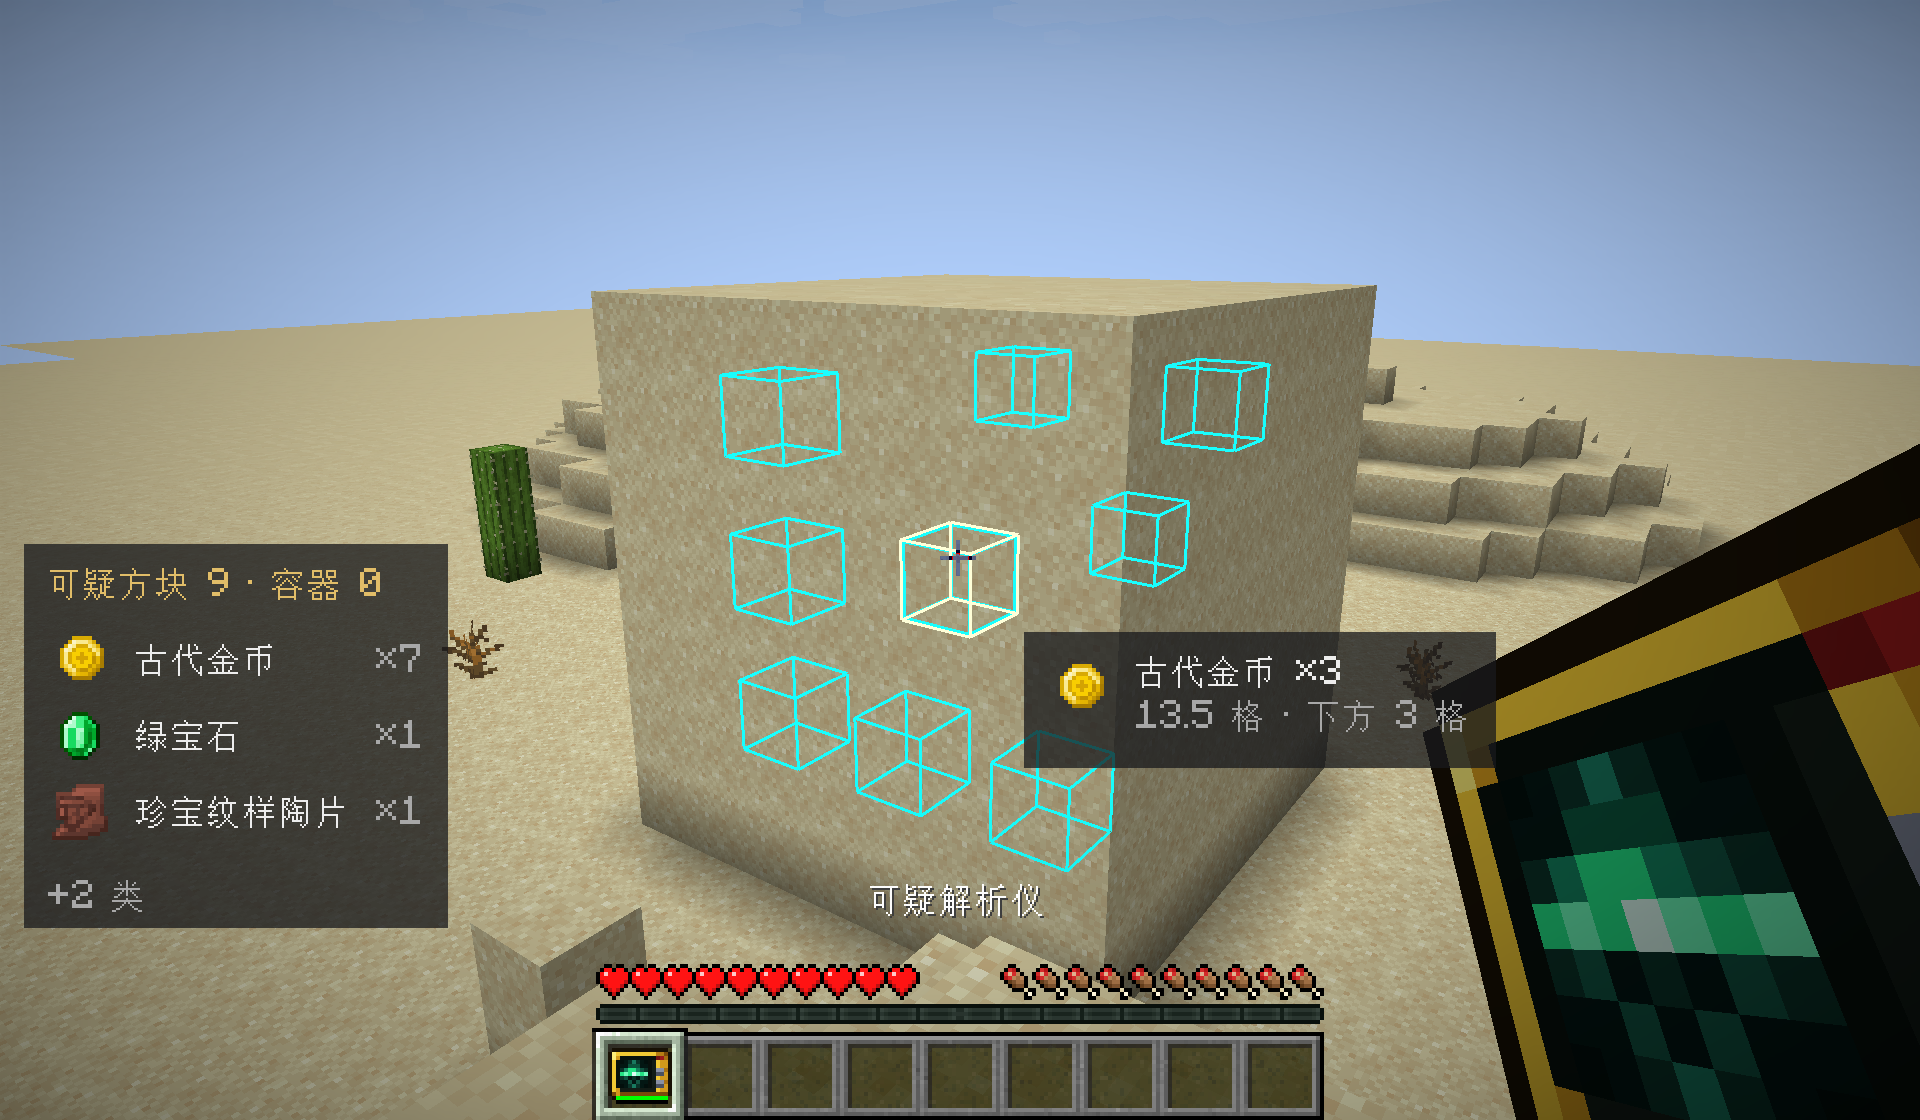 可疑方块 9 · 容器 0
古代金币 ×7
绿宝石 ×1
珍宝纹样陶片 ×1
+2 类
古代金币 ×3
13.5 格 · 下方 3 格
可疑解析仪